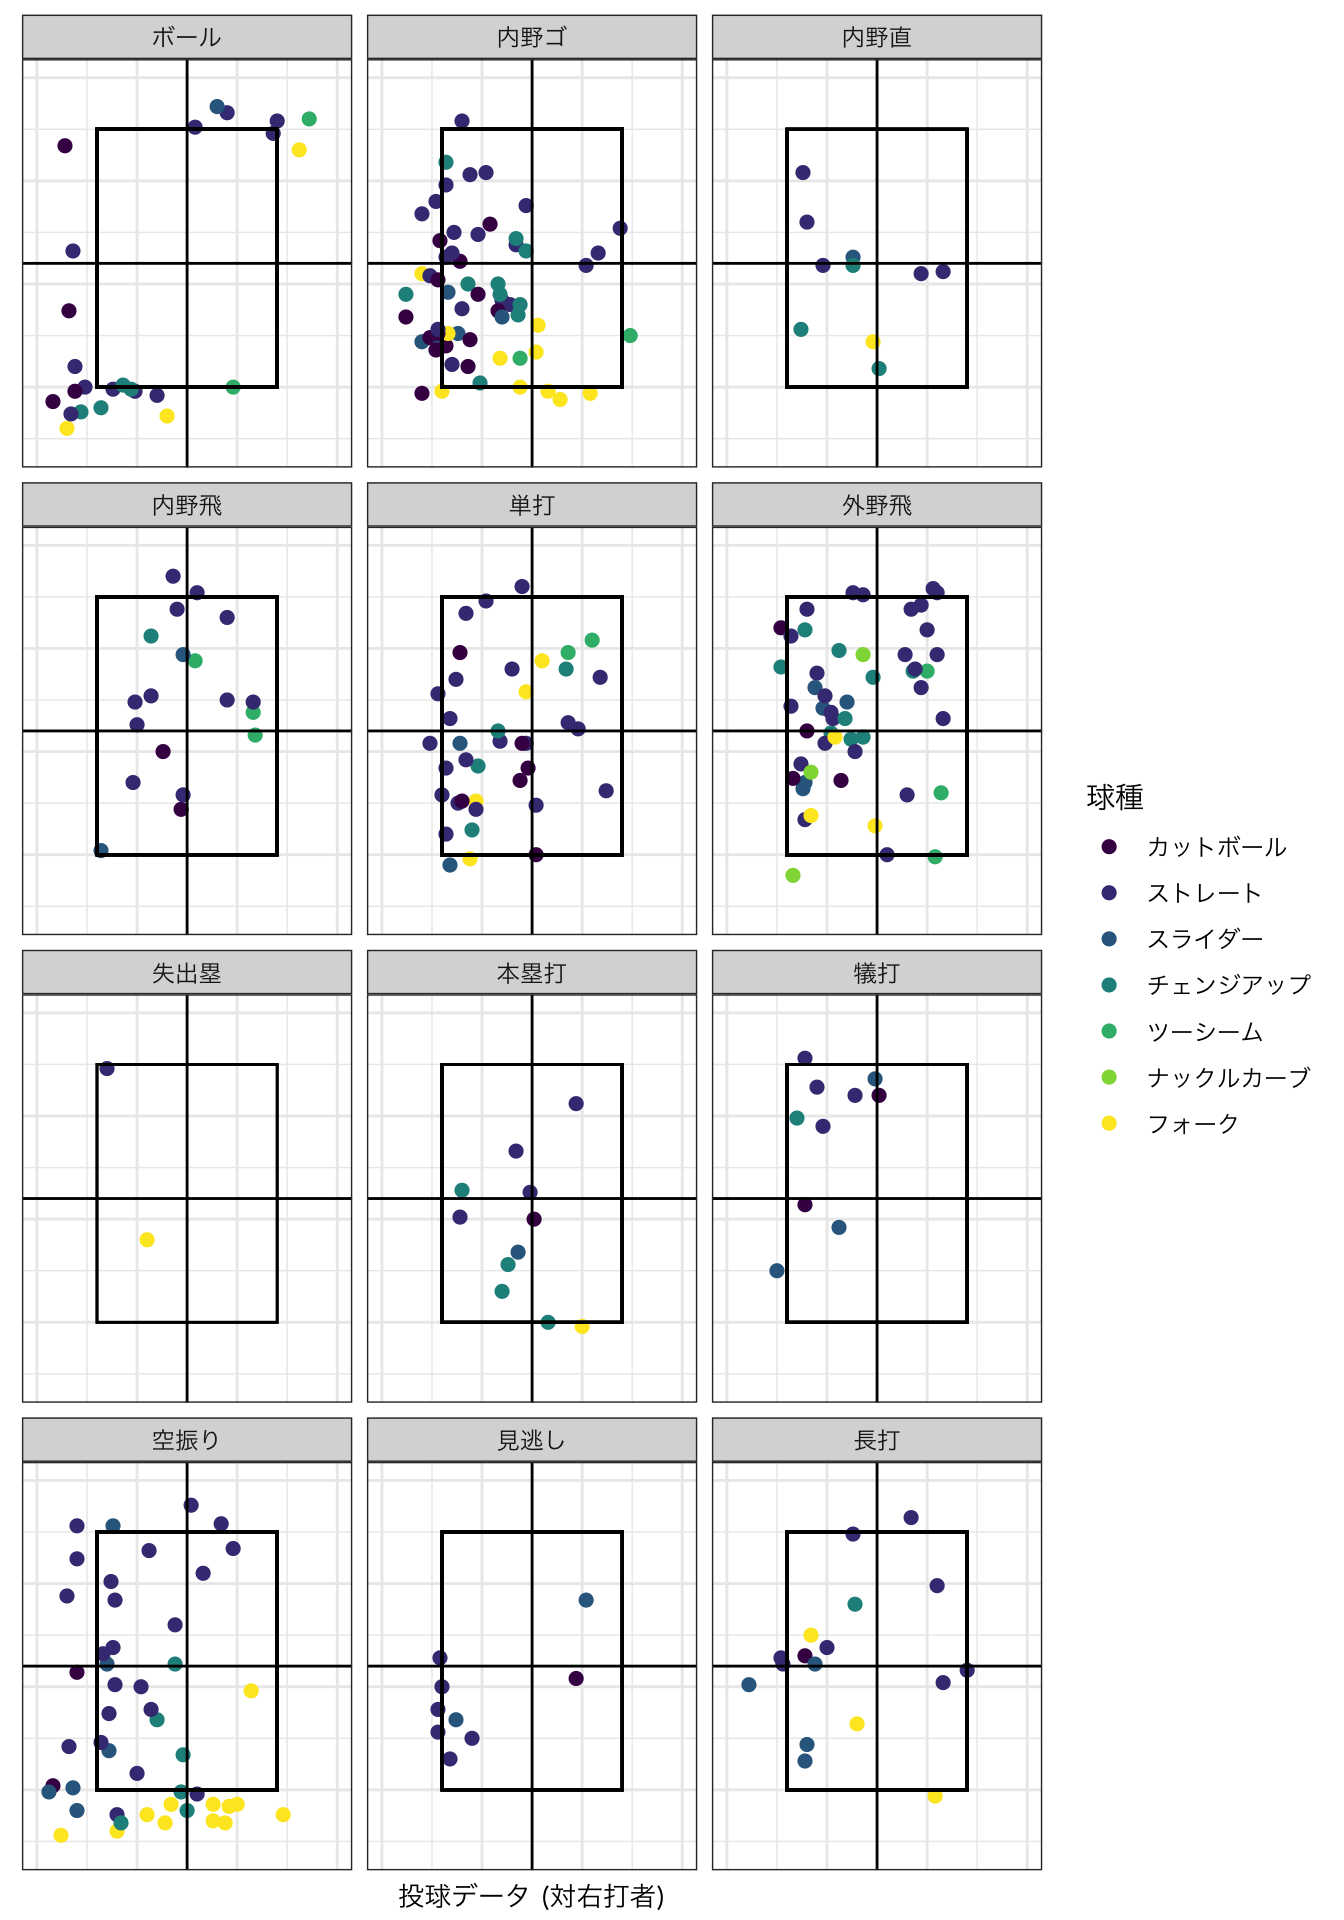 ボール
内野ゴ
内野直
内野飛
単打
外野飛
失出塁
本塁打
犠打
空振り
見逃し
長打
球種
カットボール
ストレート
スライダー
チェンジアップ
ツーシーム
ナックルカーブ
フォーク
投球データ (対右打者)